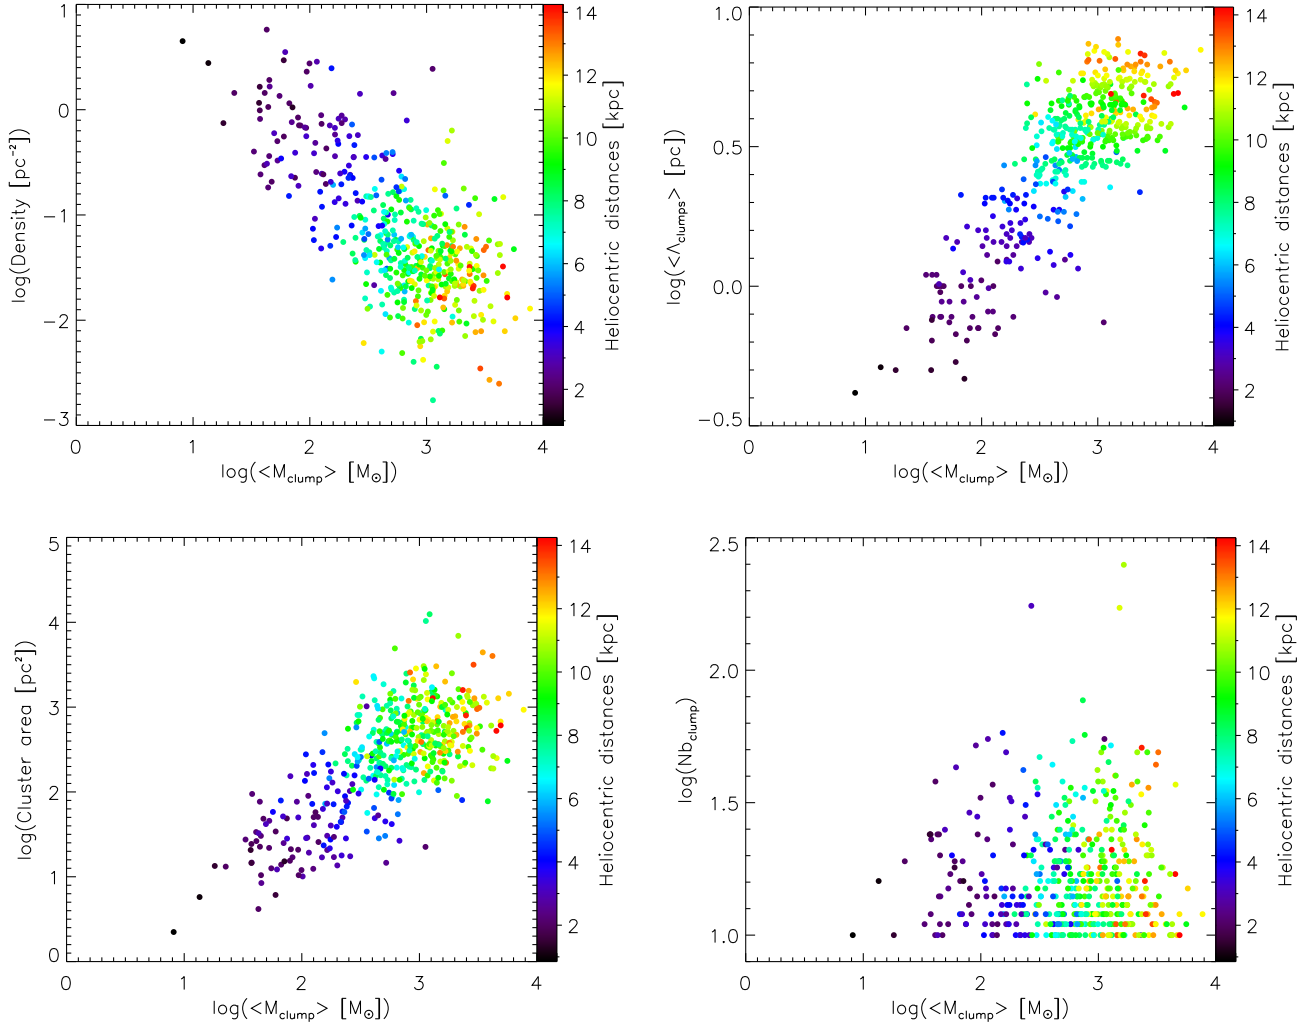 1
0
−1
−2
−3
log(Density [pc⁻²])
0 1 2 3 4
log(<M_clump> [M_⊙])
14
12
10
8
6
4
2
Heliocentric distances [kpc]
1.0
0.5
0.0
−0.5
log(<Λ_clumps> [pc])
0 1 2 3 4
log(<M_clump> [M_⊙])
14
12
10
8
6
4
2
Heliocentric distances [kpc]
5
4
3
2
1
0
log(Cluster area [pc²])
0 1 2 3 4
log(<M_clump> [M_⊙])
14
12
10
8
6
4
2
Heliocentric distances [kpc]
2.5
2.0
1.5
1.0
log(Nb_clump)
0 1 2 3 4
log(<M_clump> [M_⊙])
14
12
10
8
6
4
2
Heliocentric distances [kpc]